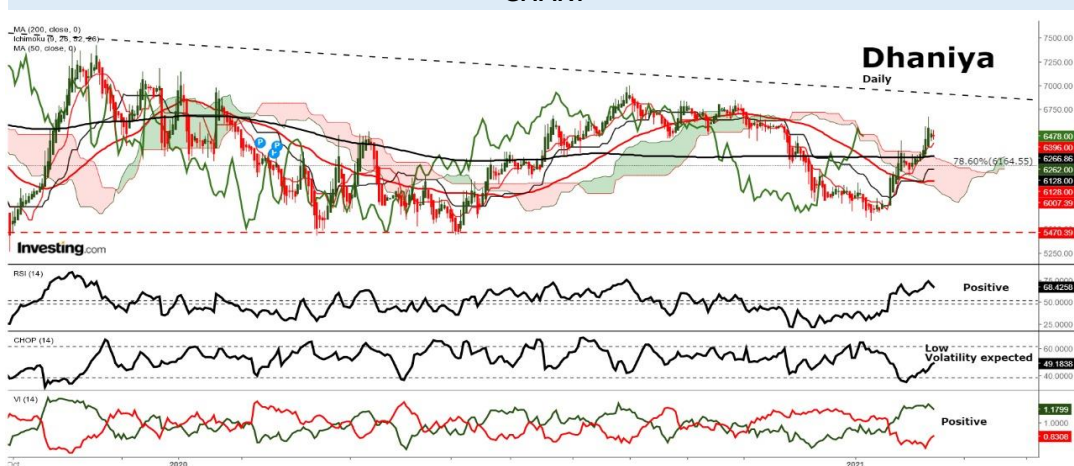 MA (200, close, 0)
Ichimoku (9, 26, 52, 26)
MA (50, close, 0)
Dhaniya
Daily
7500.00
7250.00
7000.00
6750.00
6478.00
6396.00
6266.86
6262.00
6128.00
6128.00
6007.39
78.60%(6164.55)
5470.39
5250.00
Investing.com
RSI (14)
Positive
75.0000
68.4258
50.0000
25.0000
CHOP (14)
Low
Volatility expected
60.0000
49.1838
40.0000
VI (14)
Positive
1.1799
1.0000
0.8308
Oct
2020
2021